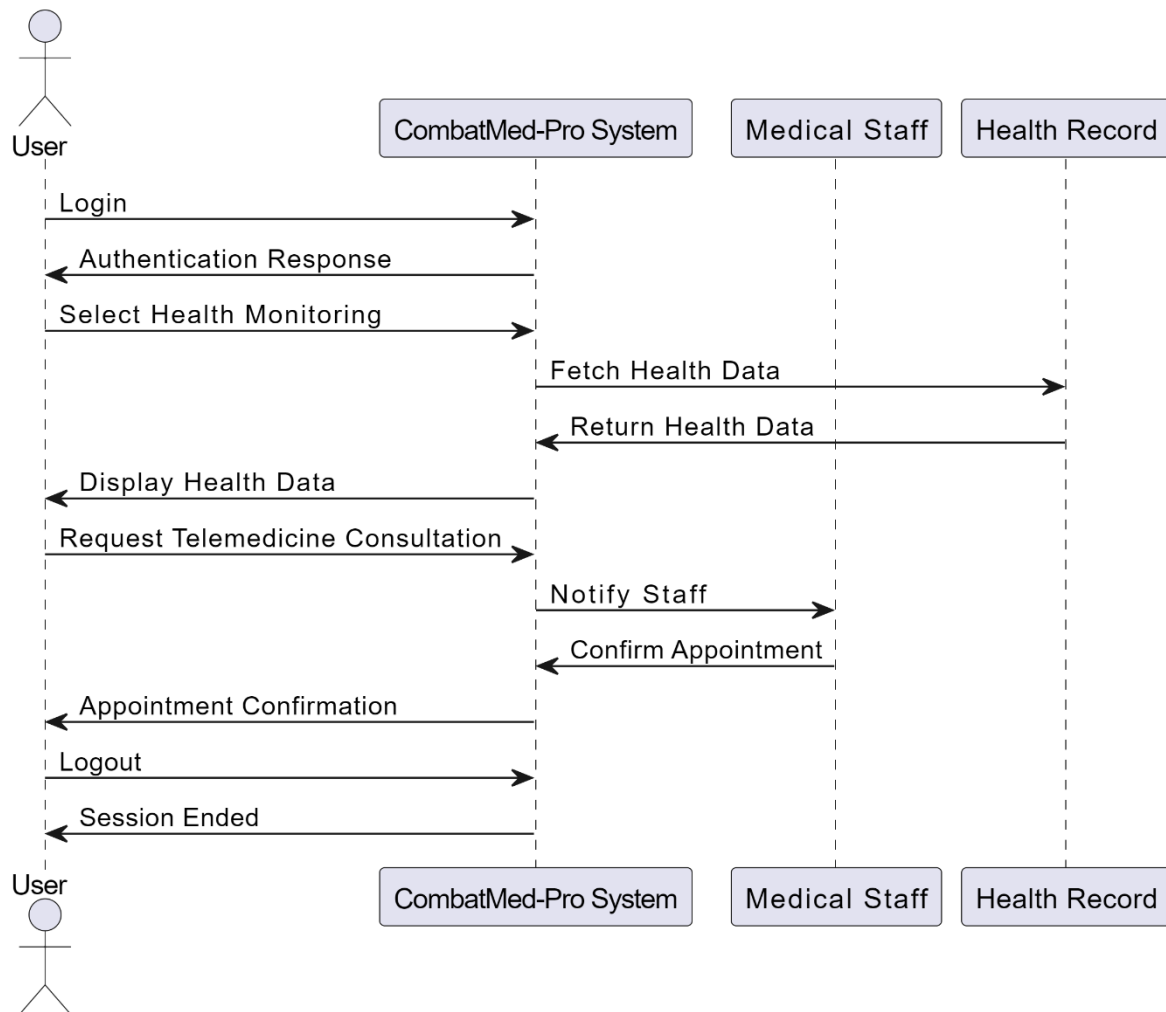 User
CombatMed-Pro System
Medical Staff
Health Record
Login
Authentication Response
Select Health Monitoring
Fetch Health Data
Return Health Data
Display Health Data
Request Telemedicine Consultation
Notify Staff
Confirm Appointment
Appointment Confirmation
Logout
Session Ended
User
CombatMed-Pro System
Medical Staff
Health Record